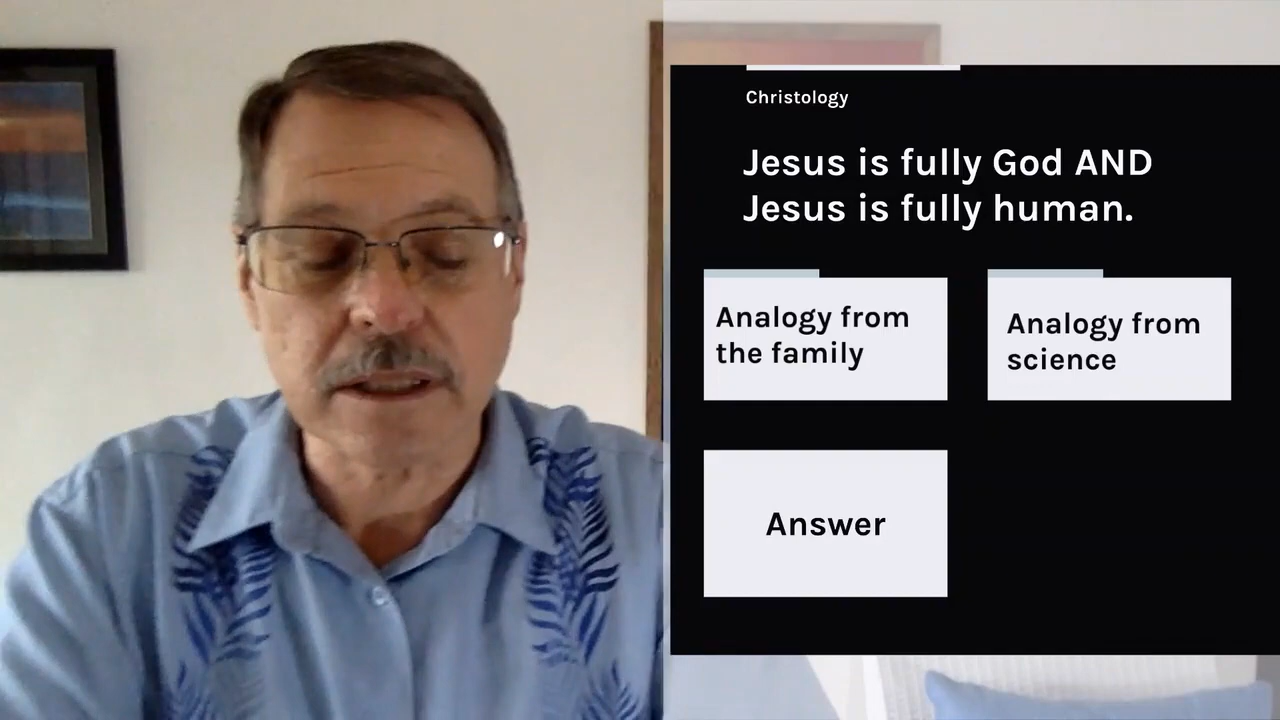 Christology
Jesus is fully God AND
Jesus is fully human.
Analogy from
the family
Analogy from
science
Answer